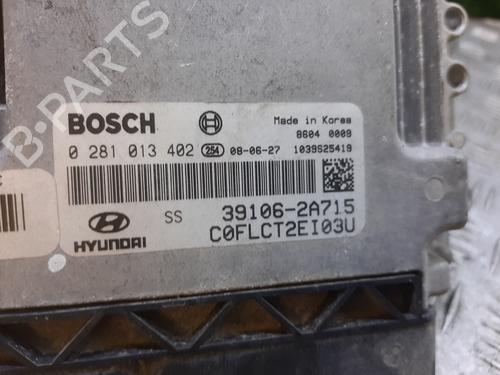 B-PARTS
BOSCH
Made in Korea
8604 0009
0 281 013 402 254 08-06-27 1039S25419
HYUNDAI
SS
39106-2A715
C0FLCT2EI03U